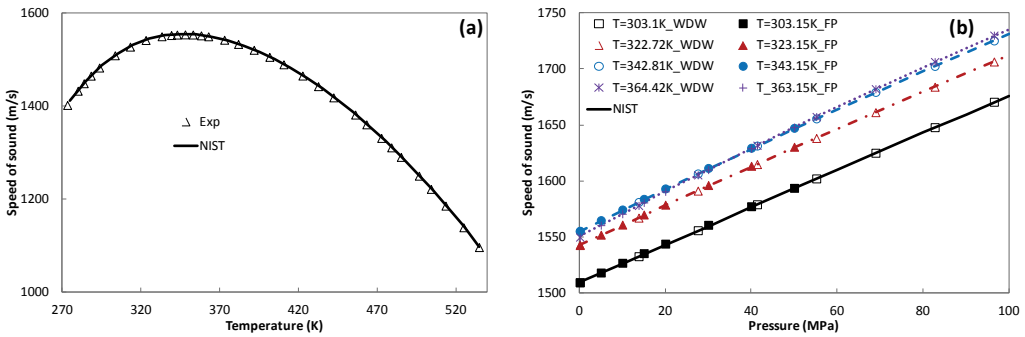 (a)
1600
1400
1200
1000
Speed of sound (m/s)
Exp
NIST
270 320 370 420 470 520
Temperature (K)
(b)
1750
1700
1650
1600
1550
1500
Speed of sound (m/s)
T=303.1K_WDW T=303.15K_FP
T=322.72K_WDW T=323.15K_FP
T=342.81K_WDW T=343.15K_FP
T=364.42K_WDW T_363.15K_FP
NIST
0 20 40 60 80 100
Pressure (MPa)